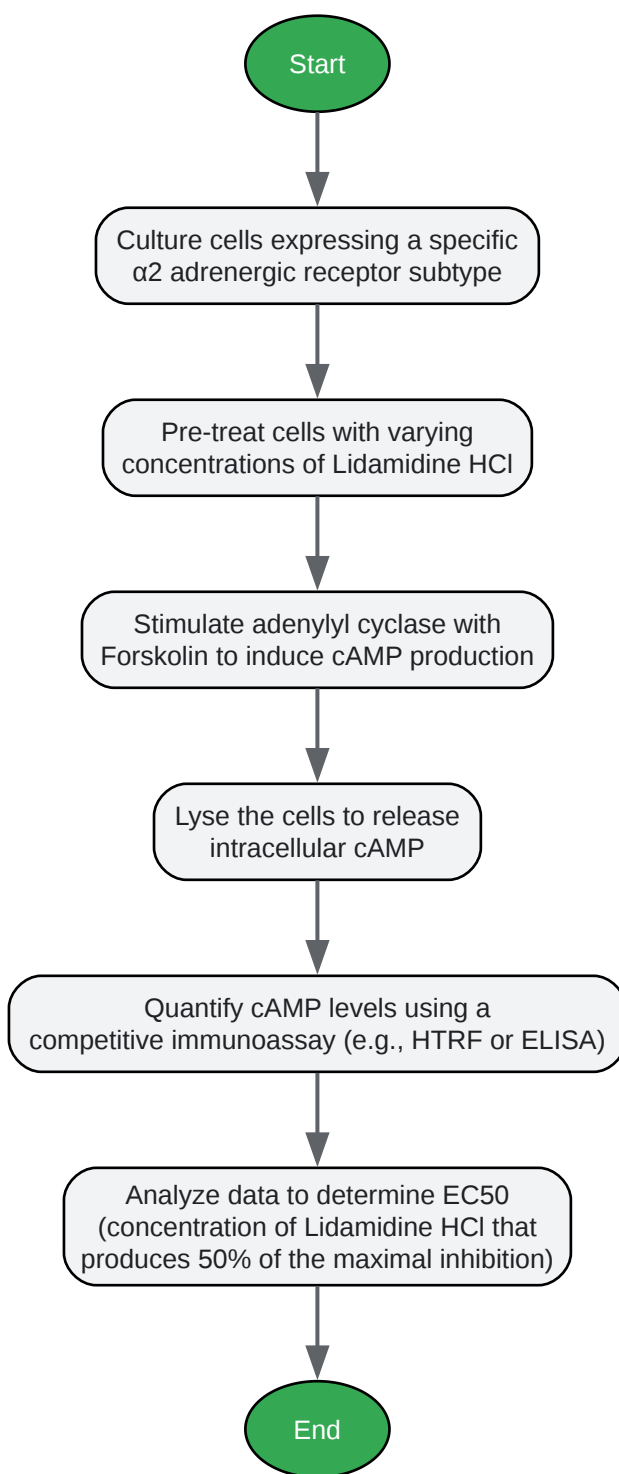 Start
Culture cells expressing a specific
α2 adrenergic receptor subtype
Pre-treat cells with varying
concentrations of Lidamidine HCl
Stimulate adenylyl cyclase with
Forskolin to induce cAMP production
Lyse the cells to release
intracellular cAMP
Quantify cAMP levels using a
competitive immunoassay (e.g., HTRF or ELISA)
Analyze data to determine EC50
(concentration of Lidamidine HCl that
produces 50% of the maximal inhibition)
End